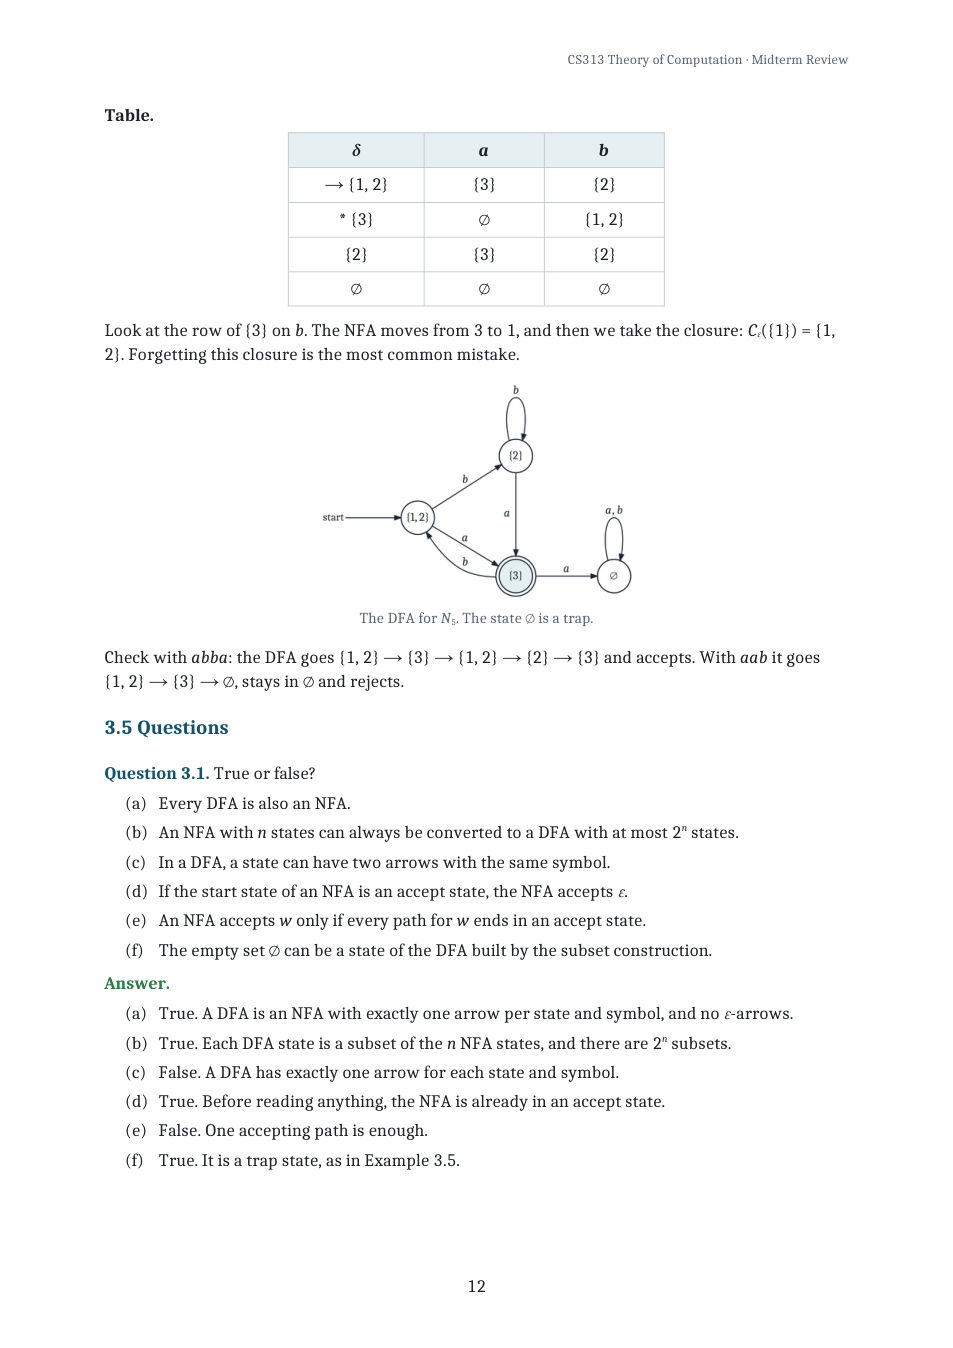 CS313 Theory of Computation · Midterm Review
Table.
δ a b
→ {1, 2} {3} {2}
* {3} ∅ {1, 2}
{2} {3} {2}
∅ ∅ ∅
Look at the row of {3} on b. The NFA moves from 3 to 1, and then we take the closure: Cε({1}) = {1,
2}. Forgetting this closure is the most common mistake.
b
{2}
b
start
{1, 2}
a
a
b
{3}
a
a, b
∅
The DFA for N₅. The state ∅ is a trap.
Check with abba: the DFA goes {1, 2} → {3} → {1, 2} → {2} → {3} and accepts. With aab it goes
{1, 2} → {3} → ∅, stays in ∅ and rejects.
3.5 Questions
Question 3.1. True or false?
(a) Every DFA is also an NFA.
(b) An NFA with n states can always be converted to a DFA with at most 2ⁿ states.
(c) In a DFA, a state can have two arrows with the same symbol.
(d) If the start state of an NFA is an accept state, the NFA accepts ε.
(e) An NFA accepts w only if every path for w ends in an accept state.
(f) The empty set ∅ can be a state of the DFA built by the subset construction.
Answer.
(a) True. A DFA is an NFA with exactly one arrow per state and symbol, and no ε-arrows.
(b) True. Each DFA state is a subset of the n NFA states, and there are 2ⁿ subsets.
(c) False. A DFA has exactly one arrow for each state and symbol.
(d) True. Before reading anything, the NFA is already in an accept state.
(e) False. One accepting path is enough.
(f) True. It is a trap state, as in Example 3.5.
12